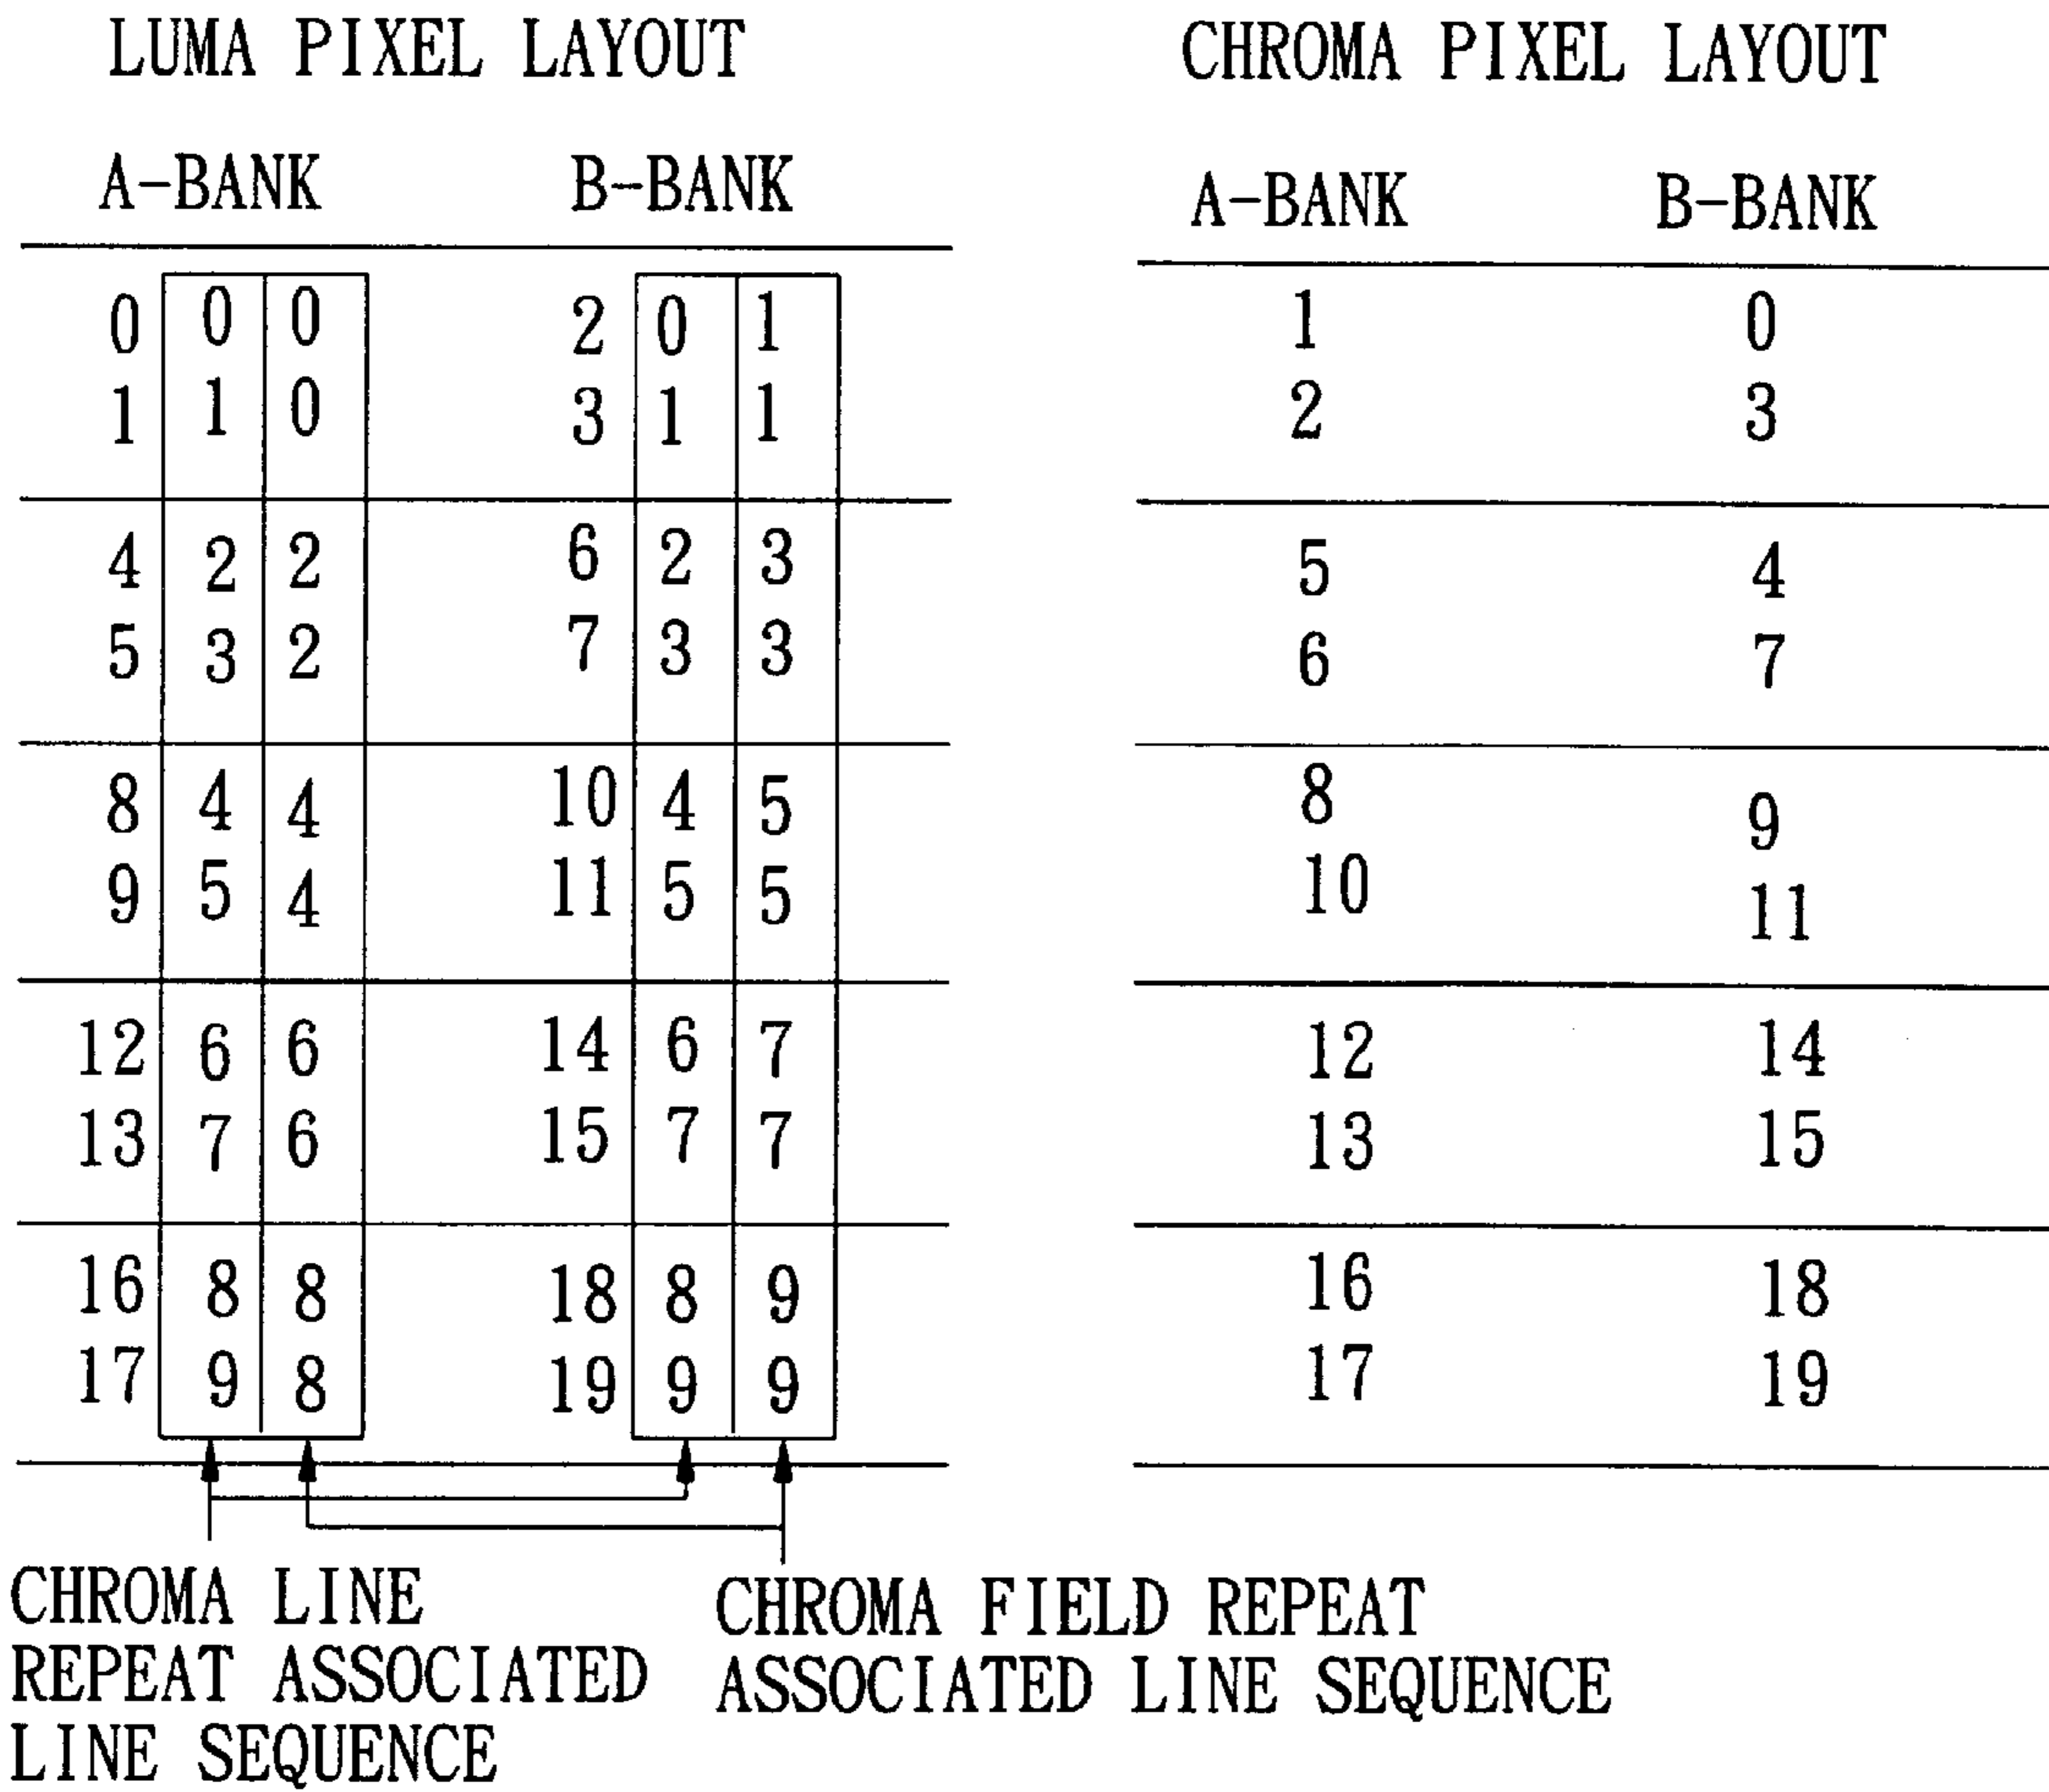 LUMA PIXEL LAYOUT CHROMA PIXEL LAYOUT
A-BANK B-BANK A-BANK B-BANK
0 0 0 2 0 1 1 0
1 1 0 3 1 1 2 3
4 2 2 6 2 3 5 4
5 3 2 7 3 3 6 7
8 4 4 10 4 5 8 9
9 5 4 11 5 5 10 11
12 6 6 14 6 7 12 14
13 7 6 15 7 7 13 15
16 8 8 18 8 9 16 18
17 9 8 19 9 9 17 19
CHROMA LINE
REPEAT ASSOCIATED
LINE SEQUENCE
CHROMA FIELD REPEAT
ASSOCIATED LINE SEQUENCE